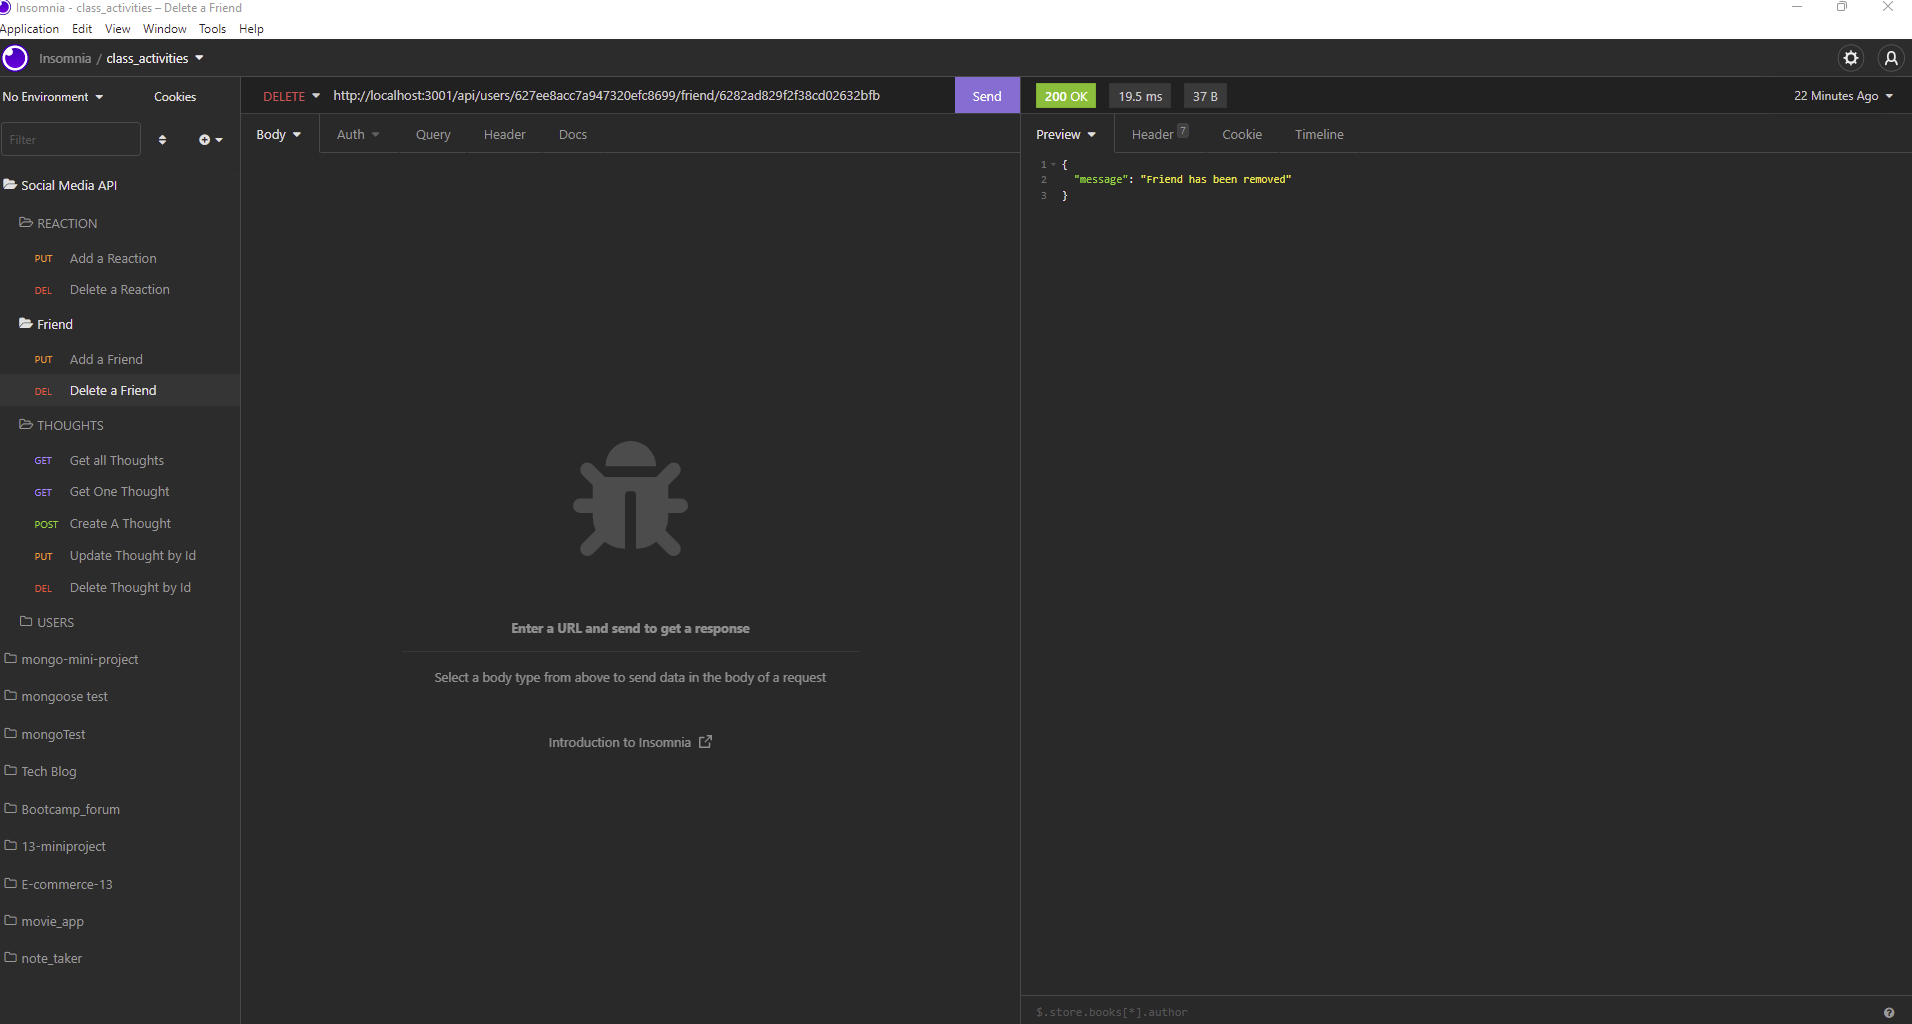 Insomnia - class_activities – Delete a Friend
Application Edit View Window Tools Help
Insomnia / class_activities
No Environment Cookies
Filter
Social Media API
REACTION
PUT Add a Reaction
DEL Delete a Reaction
Friend
PUT Add a Friend
DEL Delete a Friend
THOUGHTS
GET Get all Thoughts
GET Get One Thought
POST Create A Thought
PUT Update Thought by Id
DEL Delete Thought by Id
USERS
mongo-mini-project
mongoose test
mongoTest
Tech Blog
Bootcamp_forum
13-miniproject
E-commerce-13
movie_app
note_taker
DELETE http://localhost:3001/api/users/627ee8acc7a947320efc8699/friend/6282ad829f2f38cd02632bfb Send
Body Auth Query Header Docs
Enter a URL and send to get a response
Select a body type from above to send data in the body of a request
Introduction to Insomnia
200 OK 19.5 ms 37 B 22 Minutes Ago
Preview Header 7 Cookie Timeline
1 {
2 "message": "Friend has been removed"
3 }
$.store.books[*].author